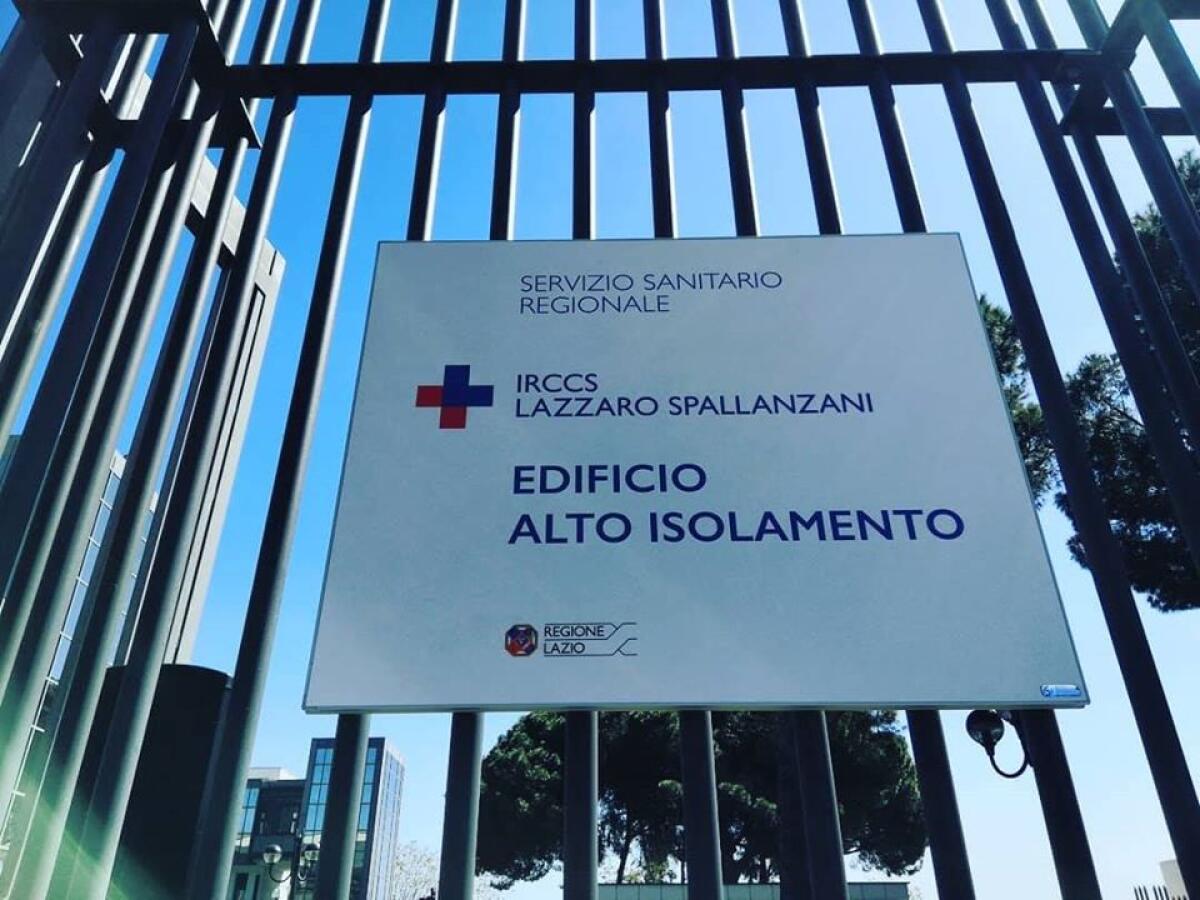 SERVIZIO SANITARIO
REGIONALE
IRCCS
LAZZARO SPALLANZANI
EDIFICIO
ALTO ISOLAMENTO
REGIONE
LAZIO